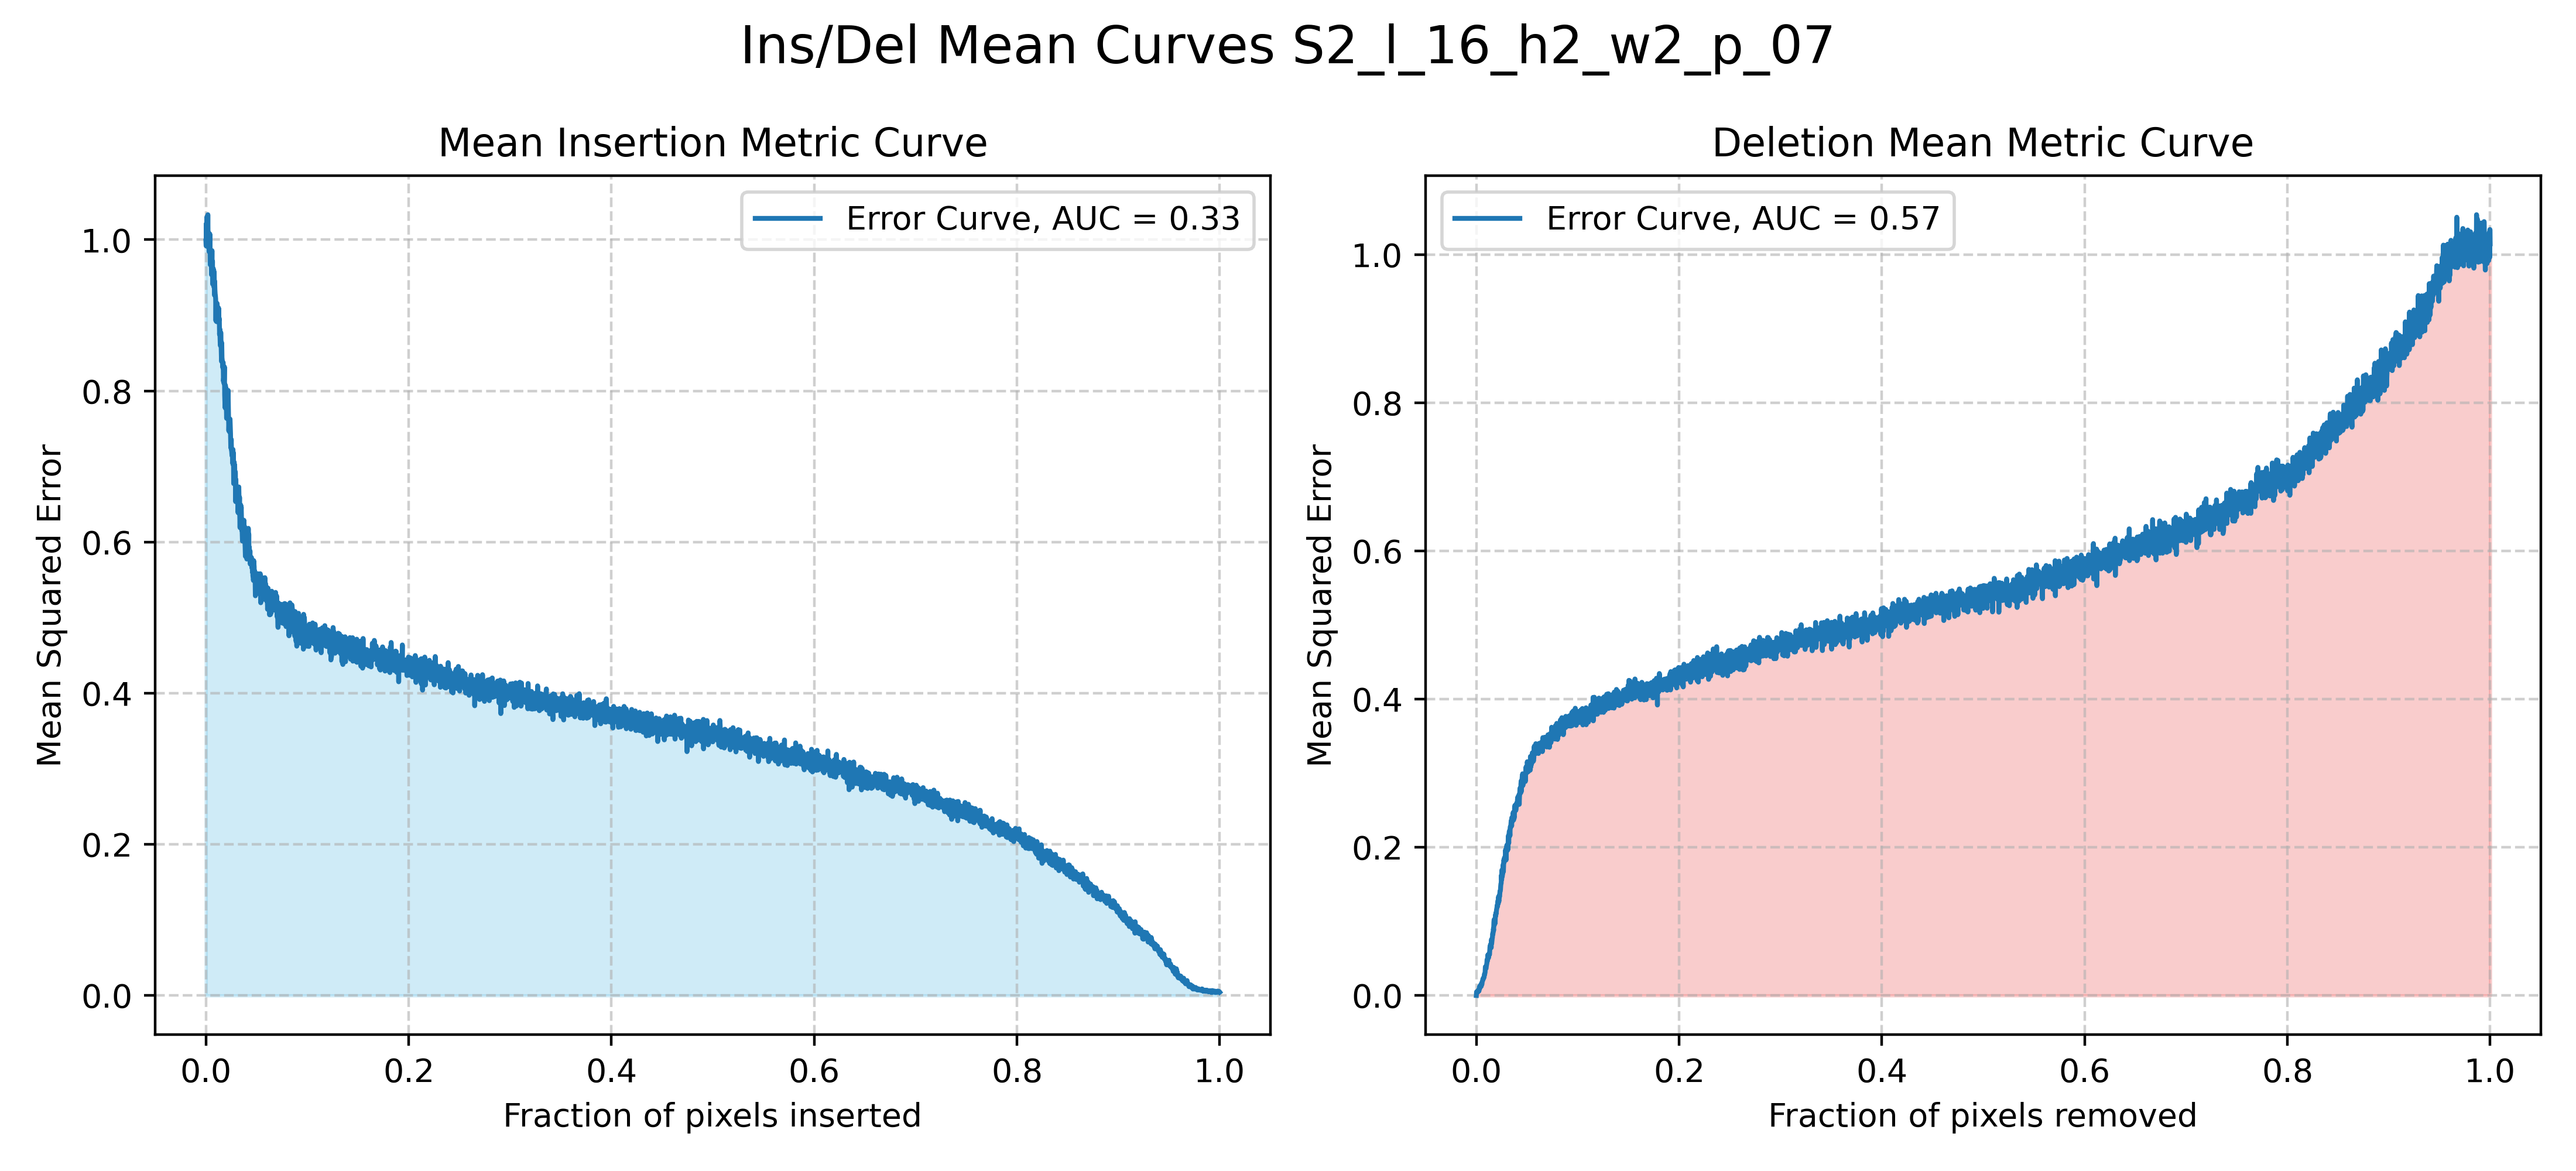 Ins/Del Mean Curves S2_l_16_h2_w2_p_07
Mean Insertion Metric Curve
Error Curve, AUC = 0.33
Mean Squared Error
1.0
0.8
0.6
0.4
0.2
0.0
0.0 0.2 0.4 0.6 0.8 1.0
Fraction of pixels inserted
Deletion Mean Metric Curve
Error Curve, AUC = 0.57
Mean Squared Error
1.0
0.8
0.6
0.4
0.2
0.0
0.0 0.2 0.4 0.6 0.8 1.0
Fraction of pixels removed